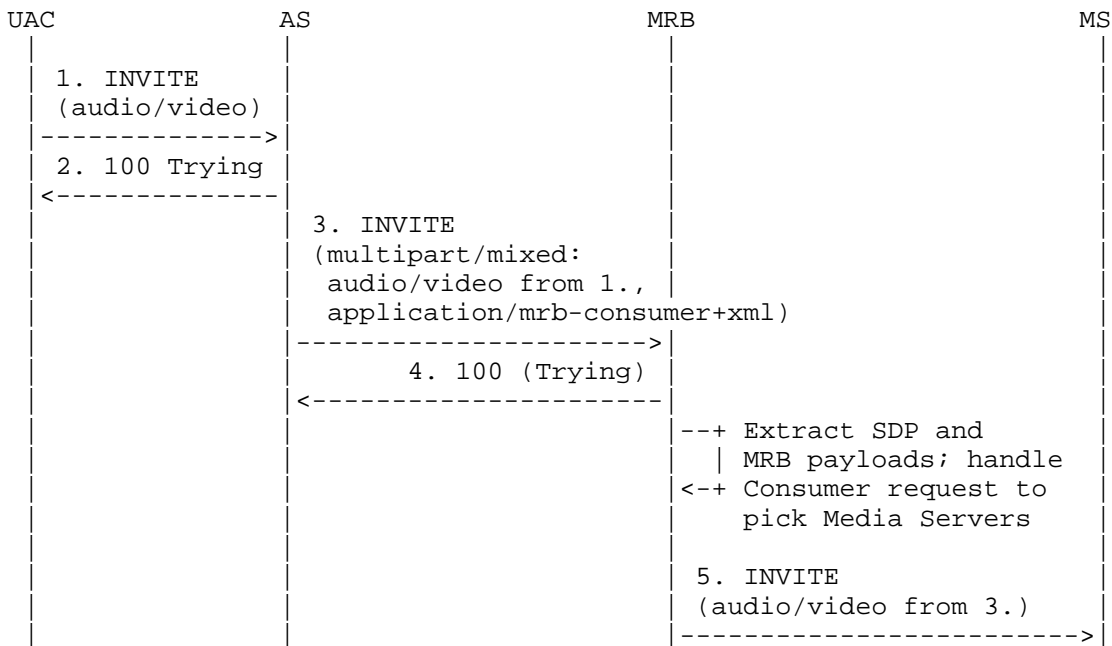 UAC AS MRB MS
1. INVITE
(audio/video)
2. 100 Trying
3. INVITE
(multipart/mixed:
audio/video from 1.,
application/mrb-consumer+xml)
4. 100 (Trying)
Extract SDP and
MRB payloads; handle
Consumer request to
pick Media Servers
5. INVITE
(audio/video from 3.)